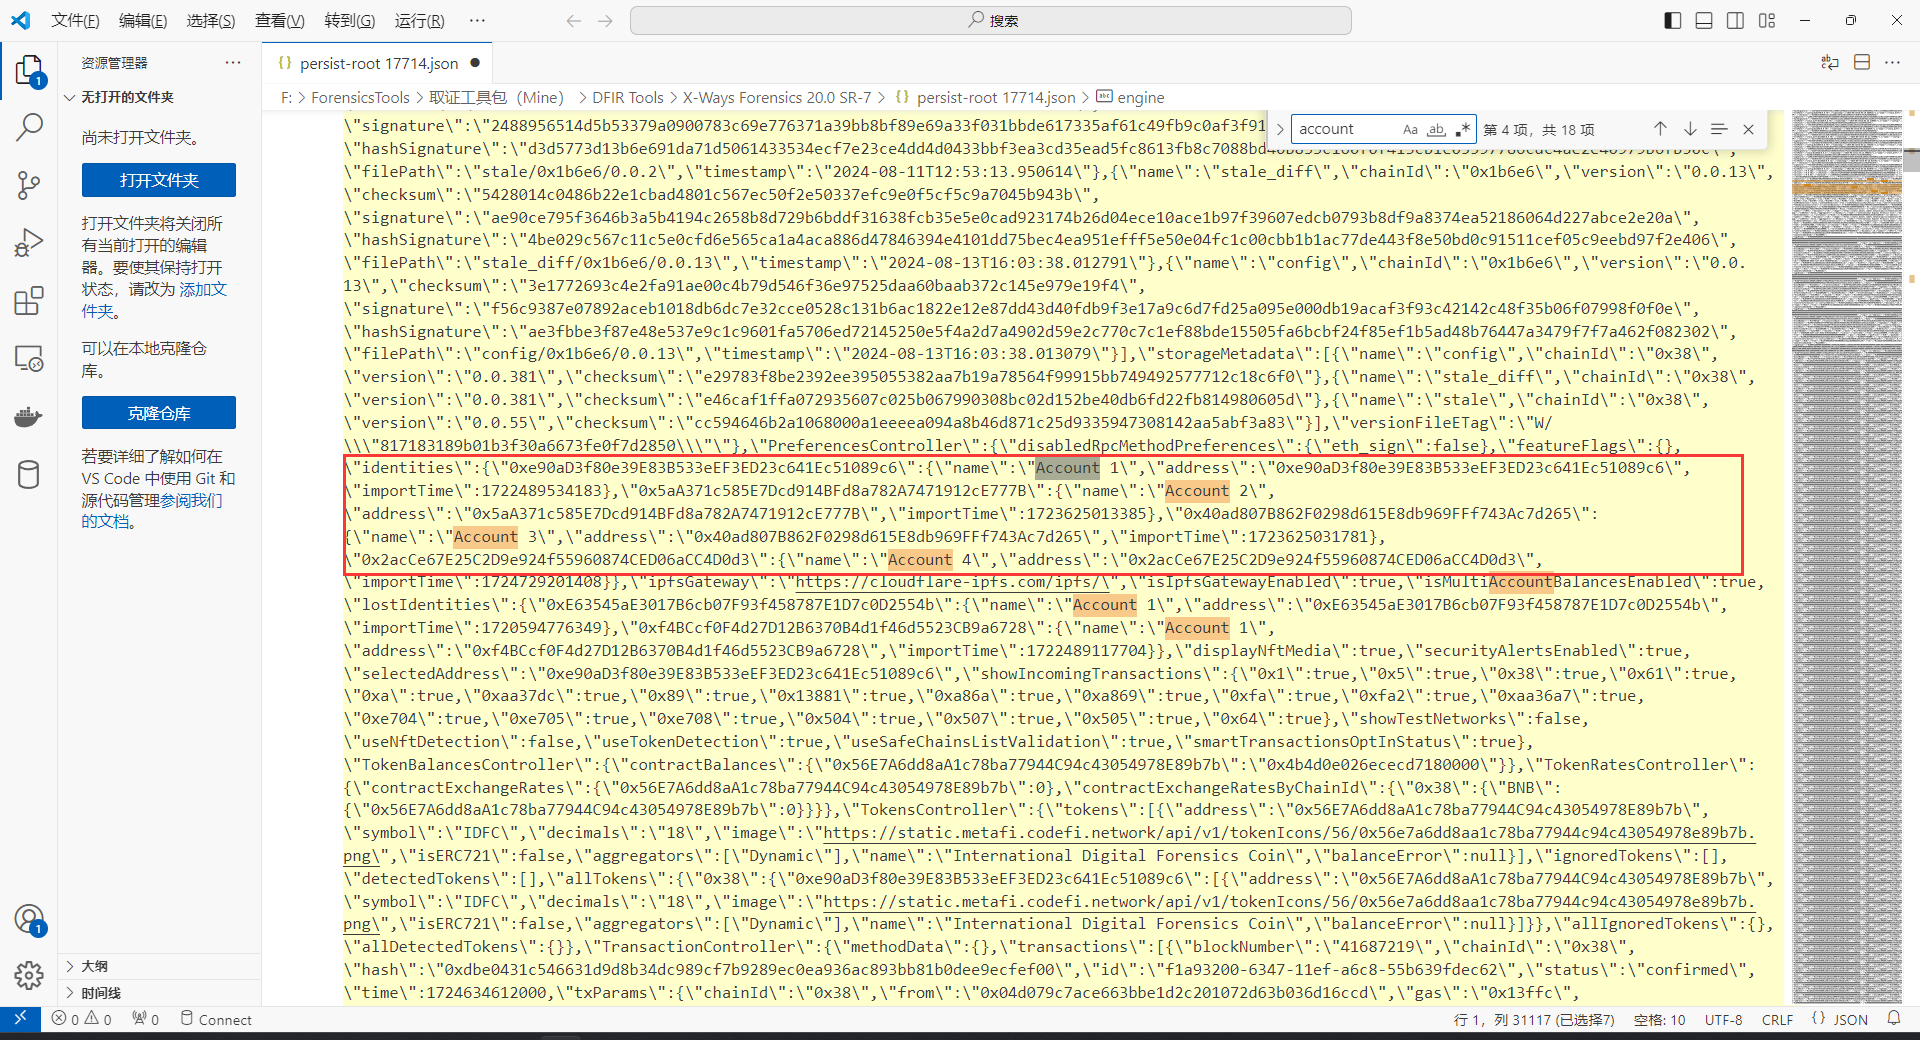 文件(F) 编辑(E) 选择(S) 查看(V) 转到(G) 运行(R) ··· 搜索
资源管理器 ···
无打开的文件夹
尚未打开文件夹。
打开文件夹
打开文件夹将关闭所
有当前打开的编辑
器。要使其保持打开
状态，请改为 添加文
件夹。
可以在本地克隆仓
库。
克隆仓库
若要详细了解如何在
VS Code 中使用 Git 和
源代码管理参阅我们
的文档。
大纲
时间线
1
1
{} persist-root 17714.json ●
F: > ForensicsTools > 取证工具包（Mine） > DFIR Tools > X-Ways Forensics 20.0 SR-7 > {} persist-root 17714.json > engine
account Aa ab 第 4 项，共 18 项
\"signature\":\"2488956514d5b53379a0900783c69e776371a39bb8bf89e69a33f031bbde617335af61c49fb9c0af3f91
\"filePath\":\"stale/0x1b6e6/0.0.2\",\"timestamp\":\"2024-08-11T12:53:13.950614\"},{\"name\":\"stale_diff\",\"chainId\":\"0x1b6e6\",\"version\":\"0.0.13\",
\"checksum\":\"5428014c0486b22e1cbad4801c567ec50f2e50337efc9e0f5cf5c9a7045b943b\",
\"signature\":\"ae90ce795f3646b3a5b4194c2658b8d729b6bddf31638fcb35e5e0cad923174b26d04ece10ace1b97f39607edcb0793b8df9a8374ea52186064d227abce2e20a\",
\"hashSignature\":\"4be029c567c11c5e0cfd6e565ca1a4aca886d47846394e4101dd75bec4ea951efff5e50e04fc1c00cbb1b1ac77de443f8e50bd0c91511cef05c9eebd97f2e406\",
\"filePath\":\"stale_diff/0x1b6e6/0.0.13\",\"timestamp\":\"2024-08-13T16:03:38.012791\"},{\"name\":\"config\",\"chainId\":\"0x1b6e6\",\"version\":\"0.0.
13\",\"checksum\":\"3e1772693c4e2fa91ae00c4b79d546f36e97525daa60baab372c145e979e19f4\",
\"signature\":\"f56c9387e07892aceb1018db6dc7e32cce0528c131b6ac1822e12e87dd43d40fdb9f3e17a9c6d7fd25a095e000db19acaf3f93c42142c48f35b06f07998f0f0e\",
\"hashSignature\":\"ae3fbbe3f87e48e537e9c1c9601fa5706ed72145250e5f4a2d7a4902d59e2c770c7c1ef88bde15505fa6bcbf24f85ef1b5ad48b76447a3479f7f7a462f082302\",
\"filePath\":\"config/0x1b6e6/0.0.13\",\"timestamp\":\"2024-08-13T16:03:38.013079\"}],\"storageMetadata\":[{\"name\":\"config\",\"chainId\":\"0x38\",
\"version\":\"0.0.381\",\"checksum\":\"e29783f8be2392ee395055382aa7b19a78564f99915bb749492577712c18c6f0\"},{\"name\":\"stale_diff\",\"chainId\":\"0x38\",
\"version\":\"0.0.381\",\"checksum\":\"e46caf1ffa072935607c025b067990308bc02d152be40db6fd22fb814980605d\"},{\"name\":\"stale\",\"chainId\":\"0x38\",
\"version\":\"0.0.55\",\"checksum\":\"cc594646b2a1068000a1eeeea094a8b46d871c25d9335947308142aa5abf3a83\"}],\"versionFileETag\":\"W/
\\\"817183189b01b3f30a6673fe0f7d2850\\\"\"},\"PreferencesController\":{\"disabledRpcMethodPreferences\":{\"eth_sign\":false},\"featureFlags\":{},
\"identities\":{\"0xe90aD3f80e39E83B533eEF3ED23c641Ec51089c6\":{\"name\":\"Account 1\",\"address\":\"0xe90aD3f80e39E83B533eEF3ED23c641Ec51089c6\",
\"importTime\":1722489534183},\"0x5aA371c585E7Dcd914BFd8a782A7471912cE777B\":{\"name\":\"Account 2\",
\"address\":\"0x5aA371c585E7Dcd914BFd8a782A7471912cE777B\",\"importTime\":1723625013385},\"0x40ad807B862F0298d615E8db969FFf743Ac7d265\":
{\"name\":\"Account 3\",\"address\":\"0x40ad807B862F0298d615E8db969FFf743Ac7d265\",\"importTime\":1723625031781},
\"0x2acCe67E25C2D9e924f55960874CED06aCC4D0d3\":{\"name\":\"Account 4\",\"address\":\"0x2acCe67E25C2D9e924f55960874CED06aCC4D0d3\",
\"importTime\":1724729201408}},\"ipfsGateway\":\"https://cloudflare-ipfs.com/ipfs/\",\"isIpfsGatewayEnabled\":true,\"isMultiAccountBalancesEnabled\":true,
\"lostIdentities\":{\"0xE63545aE3017B6cb07F93f458787E1D7c0D2554b\":{\"name\":\"Account 1\",\"address\":\"0xE63545aE3017B6cb07F93f458787E1D7c0D2554b\",
\"importTime\":1720594776349},\"0xf4BCcf0F4d27D12B6370B4d1f46d5523CB9a6728\":{\"name\":\"Account 1\",
\"address\":\"0xf4BCcf0F4d27D12B6370B4d1f46d5523CB9a6728\",\"importTime\":1722489117704}},\"displayNftMedia\":true,\"securityAlertsEnabled\":true,
\"selectedAddress\":\"0xe90aD3f80e39E83B533eEF3ED23c641Ec51089c6\",\"showIncomingTransactions\":{\"0x1\":true,\"0x5\":true,\"0x38\":true,\"0x61\":true,
\"0xa\":true,\"0xaa37dc\":true,\"0x89\":true,\"0x13881\":true,\"0xa86a\":true,\"0xa869\":true,\"0xfa\":true,\"0xfa2\":true,\"0xaa36a7\":true,
\"0xe704\":true,\"0xe705\":true,\"0xe708\":true,\"0x504\":true,\"0x507\":true,\"0x505\":true,\"0x64\":true},\"showTestNetworks\":false,
\"useNftDetection\":false,\"useTokenDetection\":true,\"useSafeChainsListValidation\":true,\"smartTransactionsOptInStatus\":true},
\"TokenBalancesController\":{\"contractBalances\":{\"0x56E7A6dd8aA1c78ba77944C94c43054978E89b7b\":\"0x4b4d0e026ececd7180000\"}},\"TokenRatesController\":
{\"contractExchangeRates\":{\"0x56E7A6dd8aA1c78ba77944C94c43054978E89b7b\":0},\"contractExchangeRatesByChainId\":{\"0x38\":{\"BNB\":
{\"0x56E7A6dd8aA1c78ba77944C94c43054978E89b7b\":0}}}},\"TokensController\":{\"tokens\":[{\"address\":\"0x56E7A6dd8aA1c78ba77944C94c43054978E89b7b\",
\"symbol\":\"IDFC\",\"decimals\":\"18\",\"image\":\"https://static.metafi.codefi.network/api/v1/tokenIcons/56/0x56e7a6dd8aa1c78ba77944c94c43054978e89b7b.
png\",\"isERC721\":false,\"aggregators\":[\"Dynamic\"],\"name\":\"International Digital Forensics Coin\",\"balanceError\":null}],\"ignoredTokens\":[],
\"detectedTokens\":[],\"allTokens\":{\"0x38\":{\"0xe90aD3f80e39E83B533eEF3ED23c641Ec51089c6\":[{\"address\":\"0x56E7A6dd8aA1c78ba77944C94c43054978E89b7b\",
\"symbol\":\"IDFC\",\"decimals\":\"18\",\"image\":\"https://static.metafi.codefi.network/api/v1/tokenIcons/56/0x56e7a6dd8aa1c78ba77944c94c43054978e89b7b.
png\",\"isERC721\":false,\"aggregators\":[\"Dynamic\"],\"name\":\"International Digital Forensics Coin\",\"balanceError\":null}]}},\"allIgnoredTokens\":{},
\"allDetectedTokens\":{}},\"TransactionController\":{\"methodData\":{},\"transactions\":[{\"blockNumber\":\"41687219\",\"chainId\":\"0x38\",
\"hash\":\"0xdbe0431c546631d9d8b34dc989cf7b9289ec0ea936ac893bb81b0dee9ecfef00\",\"id\":\"f1a93200-6347-11ef-a6c8-55b639fdec62\",\"status\":\"confirmed\",
\"time\":1724634612000,\"txParams\":{\"chainId\":\"0x38\",\"from\":\"0x04d079c7ace663bbe1d2c201072d63b036d16ccd\",\"gas\":\"0x13ffc\",
0 0 0 Connect 行 1，列 31117 (已选择7) 空格: 10 UTF-8 CRLF {} JSON